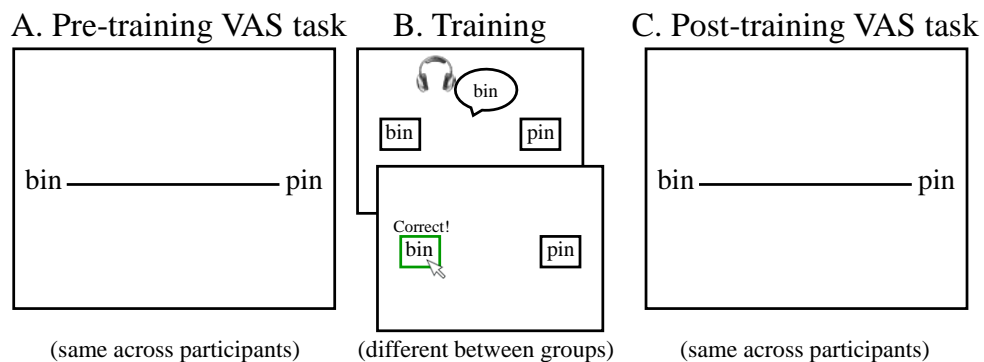 A. Pre-training VAS task
bin pin
(same across participants)
B. Training
bin
bin pin
Correct!
bin pin
(different between groups)
C. Post-training VAS task
bin pin
(same across participants)